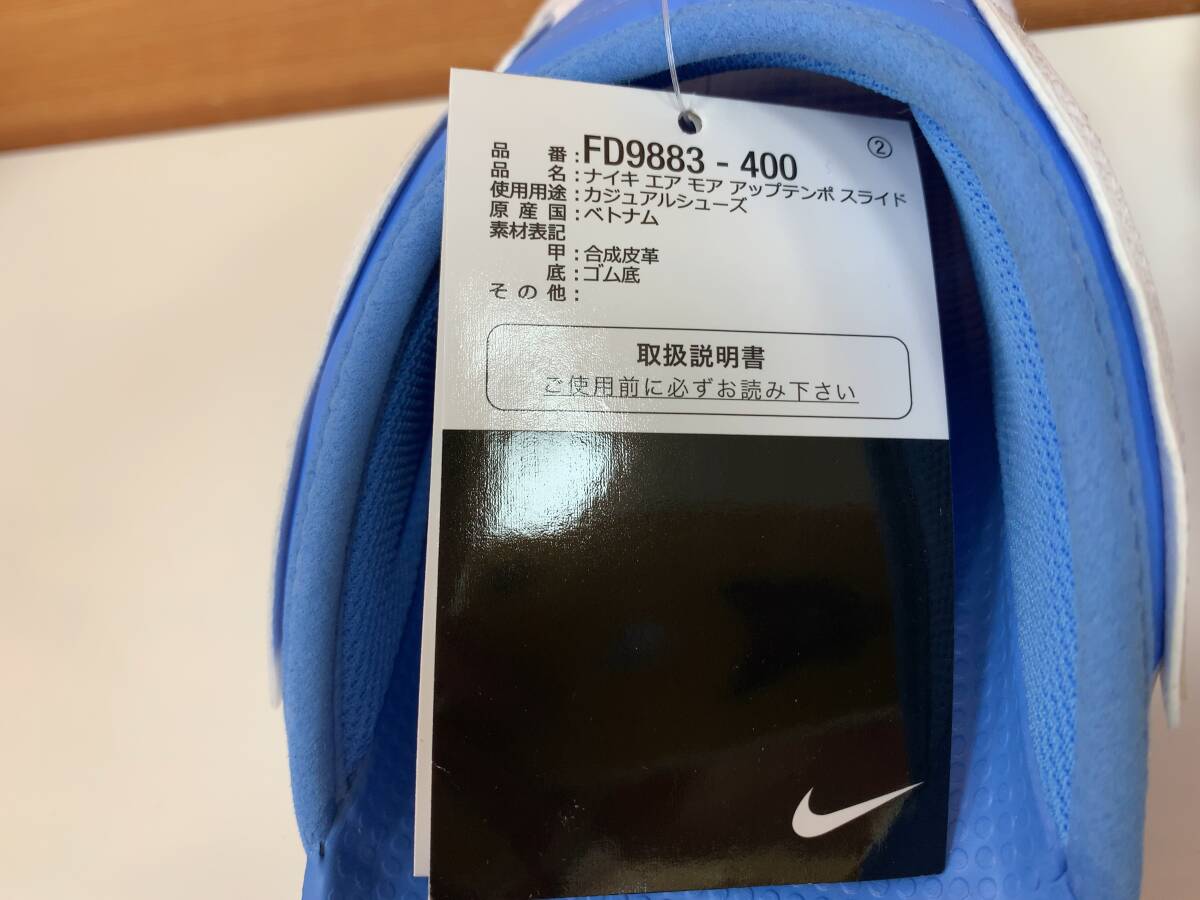 品番：FD9883-400 ②
品名：ナイキ エア モア アップテンポ スライド
使用用途：カジュアルシューズ
原産国：ベトナム
素材表記
甲：合成皮革
底：ゴム底
その他：
取扱説明書
ご使用前に必ずお読み下さい